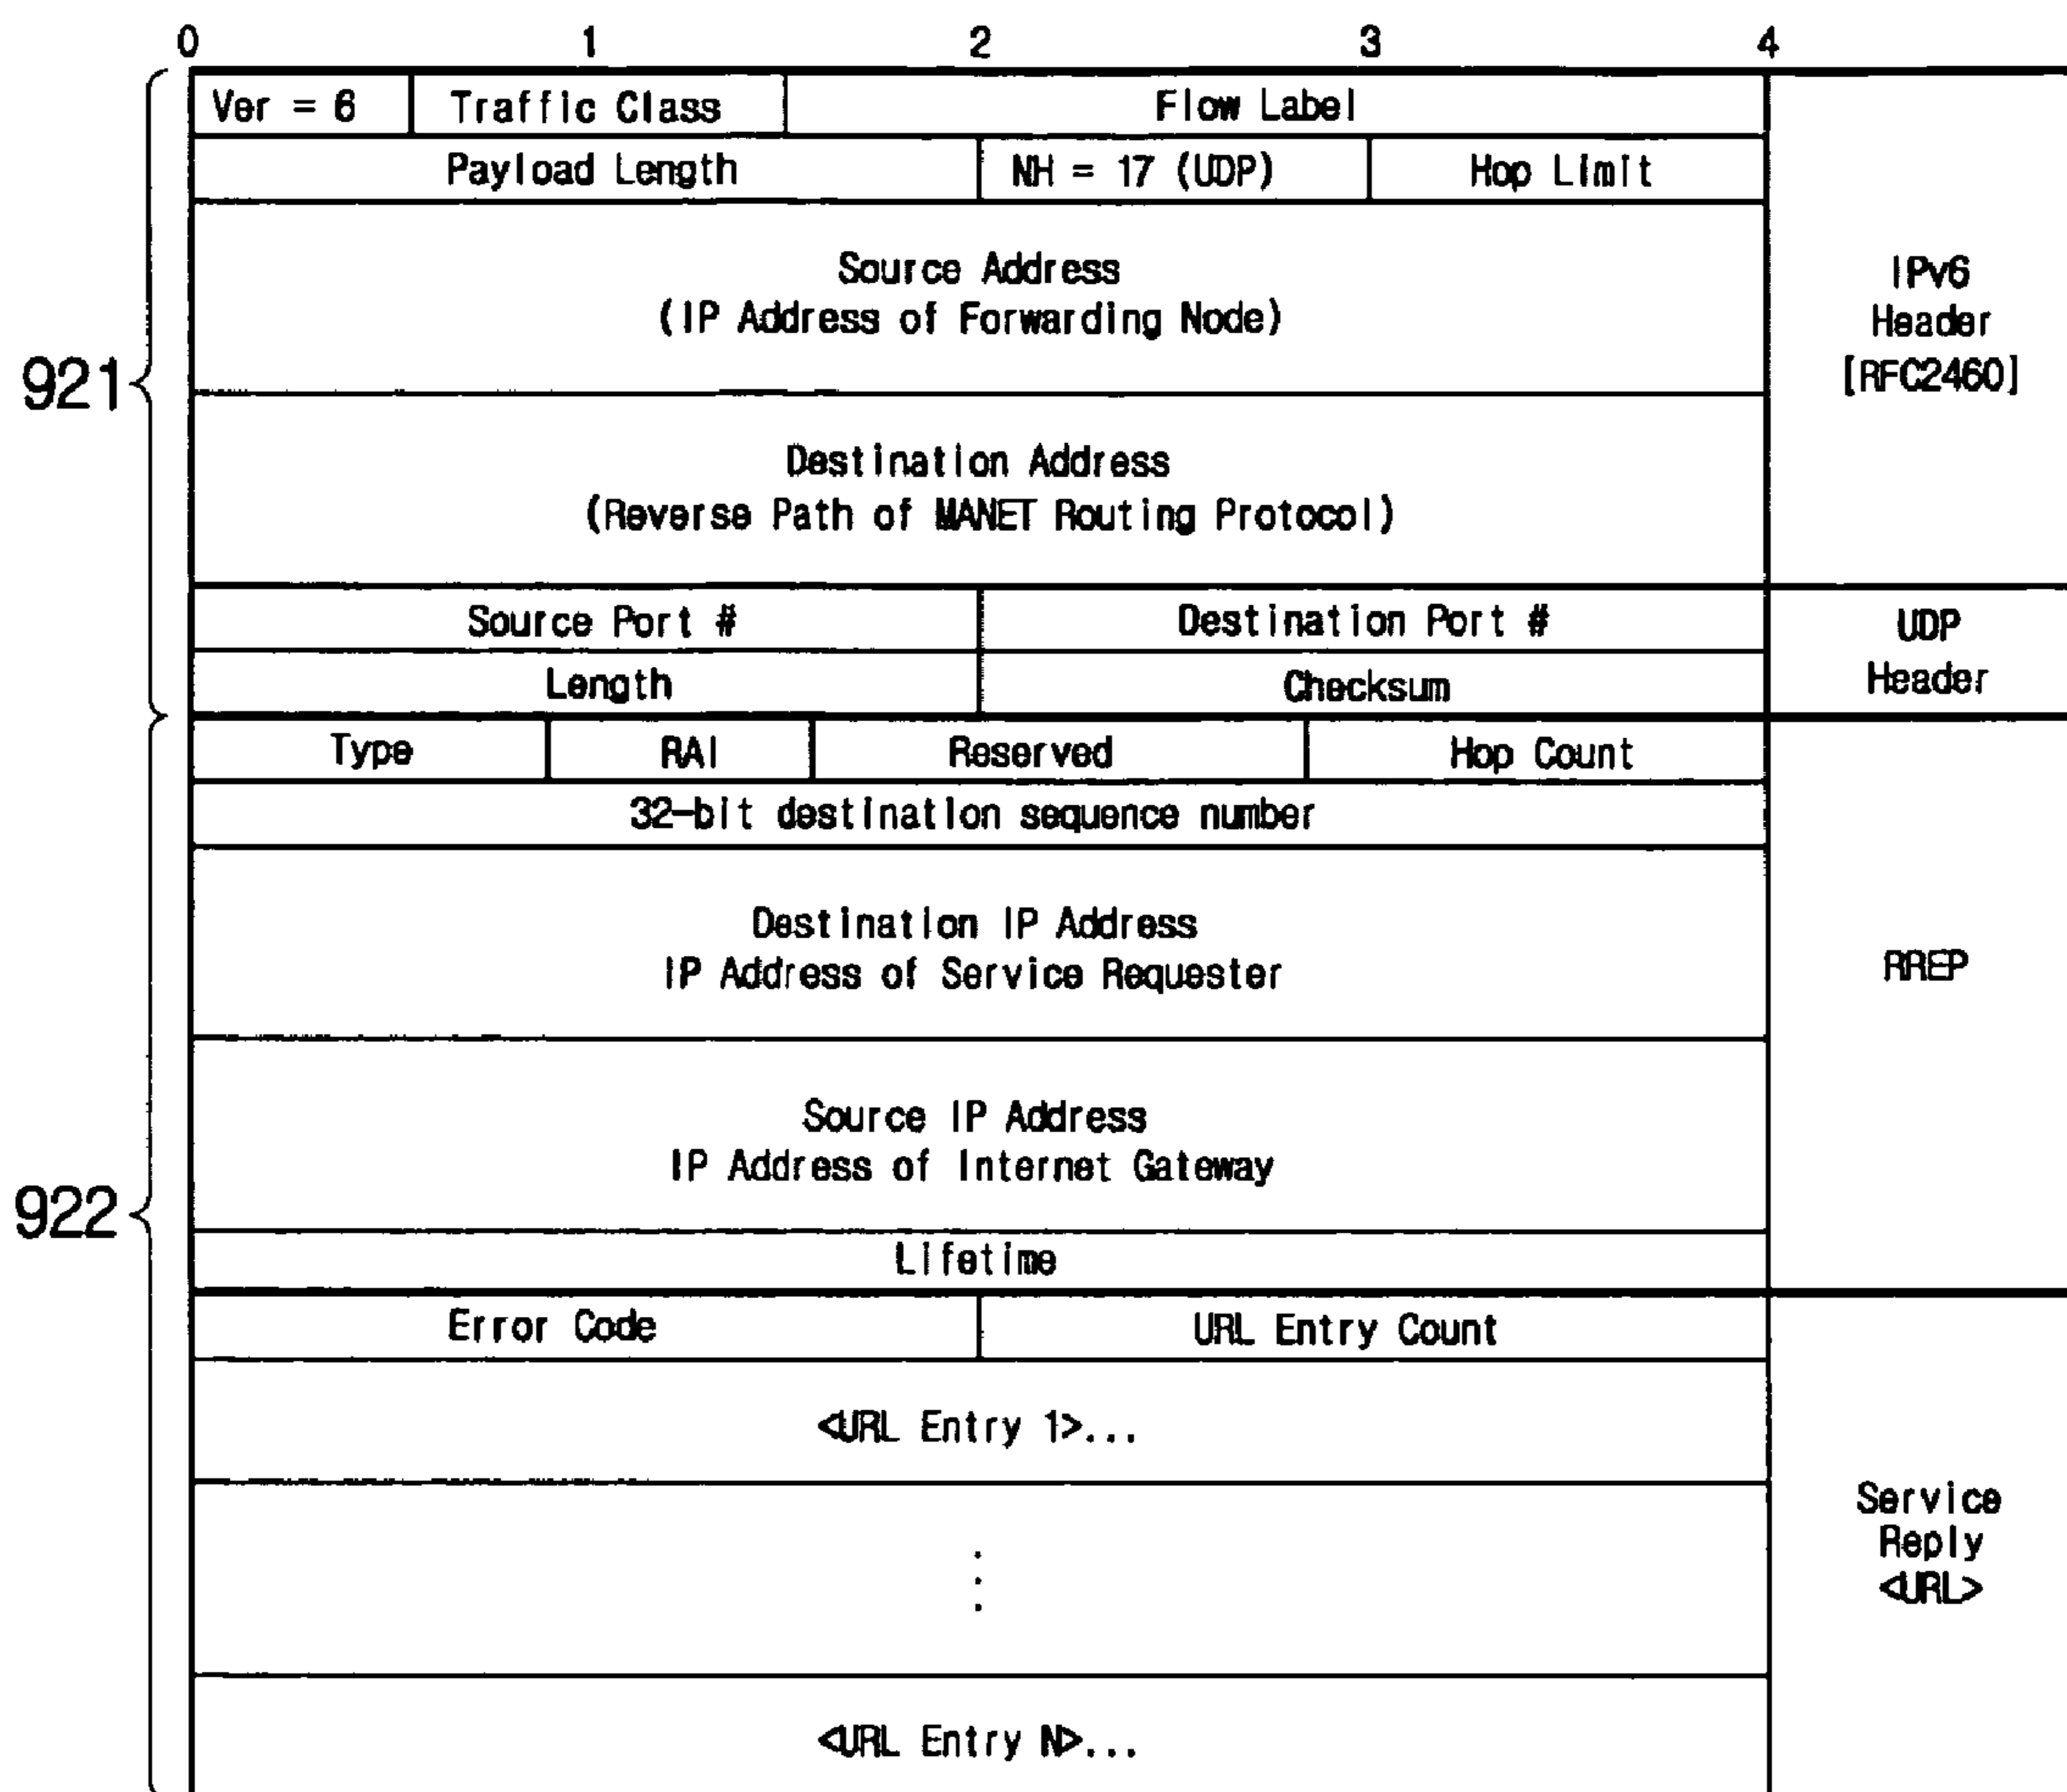 0 1 2 3 4
Ver = 6 Traffic Class Flow Label
Payload Length NH = 17 (UDP) Hop Limit
Source Address
(IP Address of Forwarding Node)
IPv6
Header
[RFC2460]
921
Destination Address
(Reverse Path of MANET Routing Protocol)
Source Port # Destination Port #
Length Checksum
UDP
Header
Type RAI Reserved Hop Count
32-bit destination sequence number
Destination IP Address
IP Address of Service Requester
RREP
Source IP Address
IP Address of Internet Gateway
922
Lifetime
Error Code URL Entry Count
<URL Entry 1>...
Service
Reply
<URL>
<URL Entry N>...